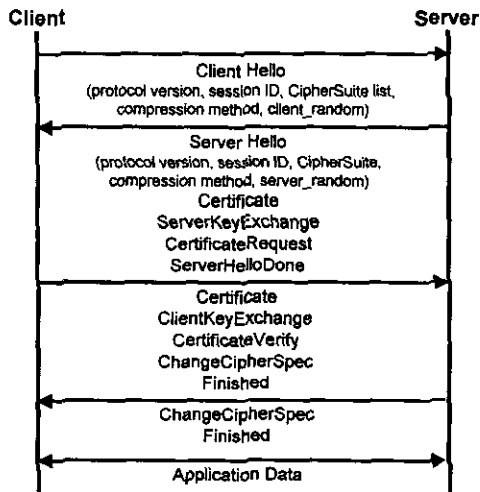 Client
Server
Client Hello
(protocol version, session ID, CipherSuite list,
compression method, client_random)
Server Hello
(protocol version, session ID, CipherSuite,
compression method, server_random)
Certificate
ServerKeyExchange
CertificateRequest
ServerHelloDone
Certificate
ClientKeyExchange
CertificateVerify
ChangeCipherSpec
Finished
ChangeCipherSpec
Finished
Application Data